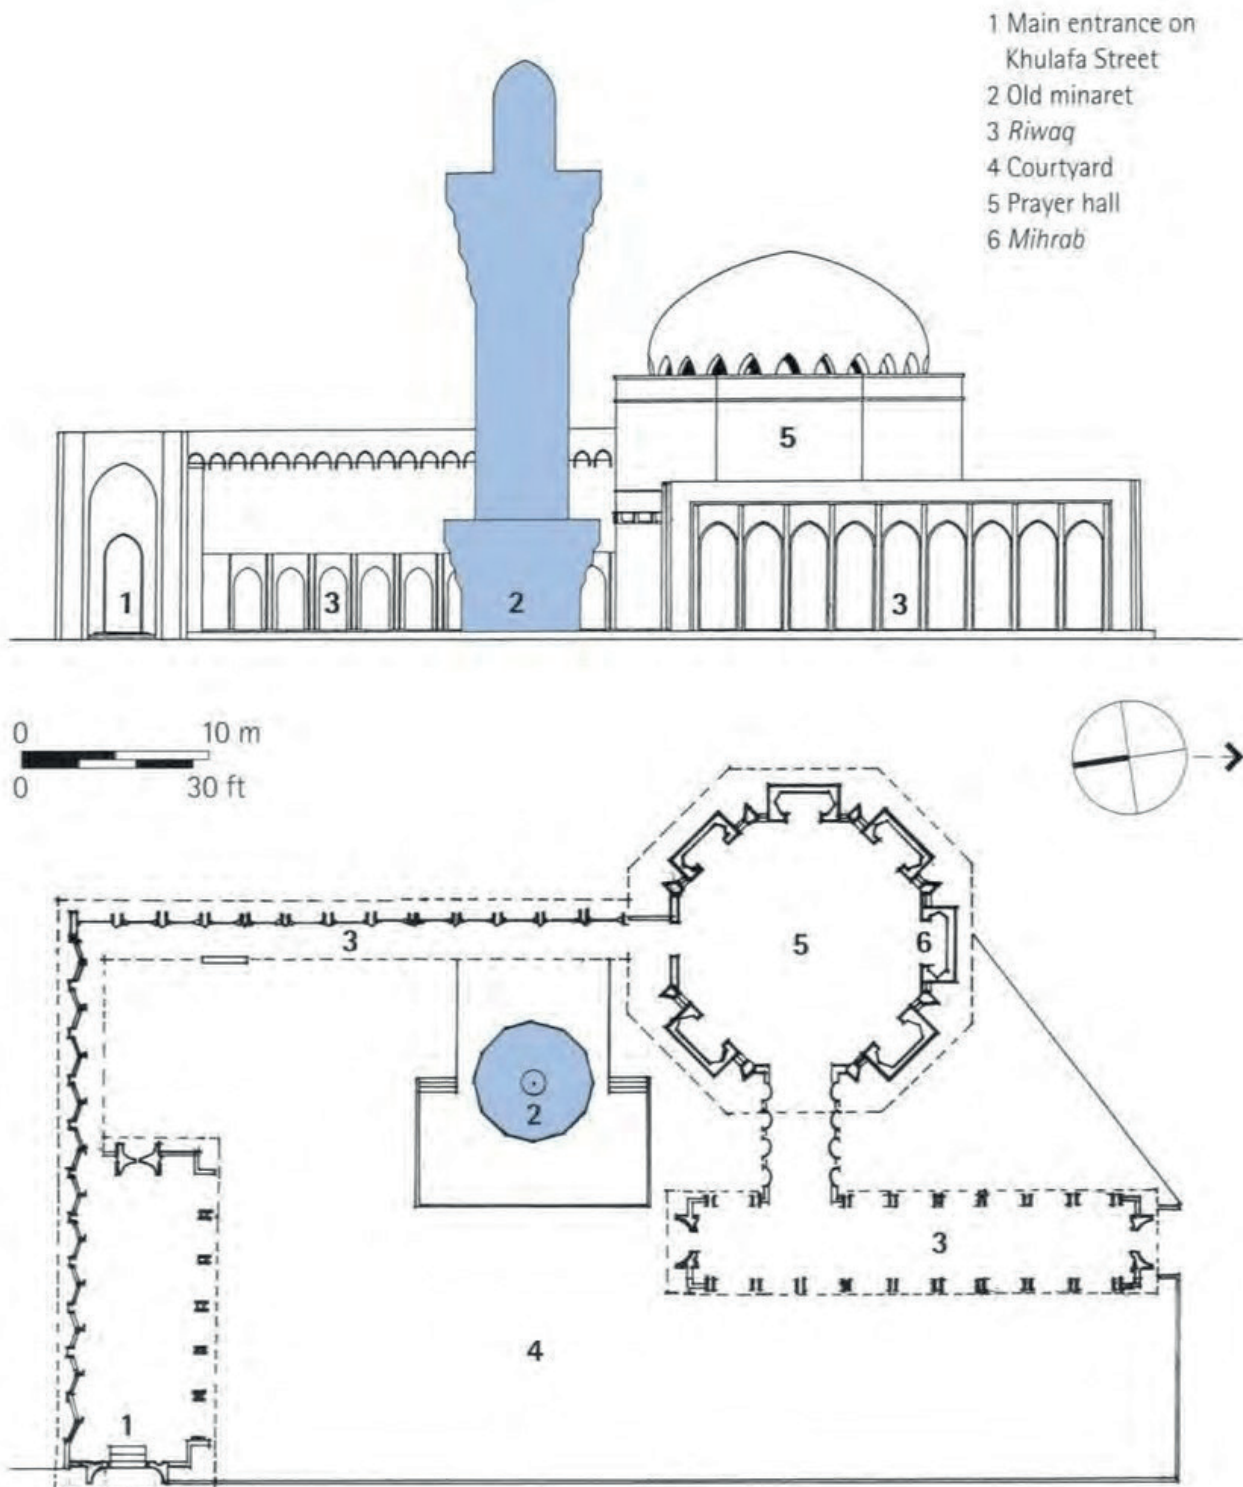 1 Main entrance on
Khulafa Street
2 Old minaret
3 Riwaq
4 Courtyard
5 Prayer hall
6 Mihrab
5
1
3
2
3
0 10 m
0 30 ft
3
5
6
2
3
4
1